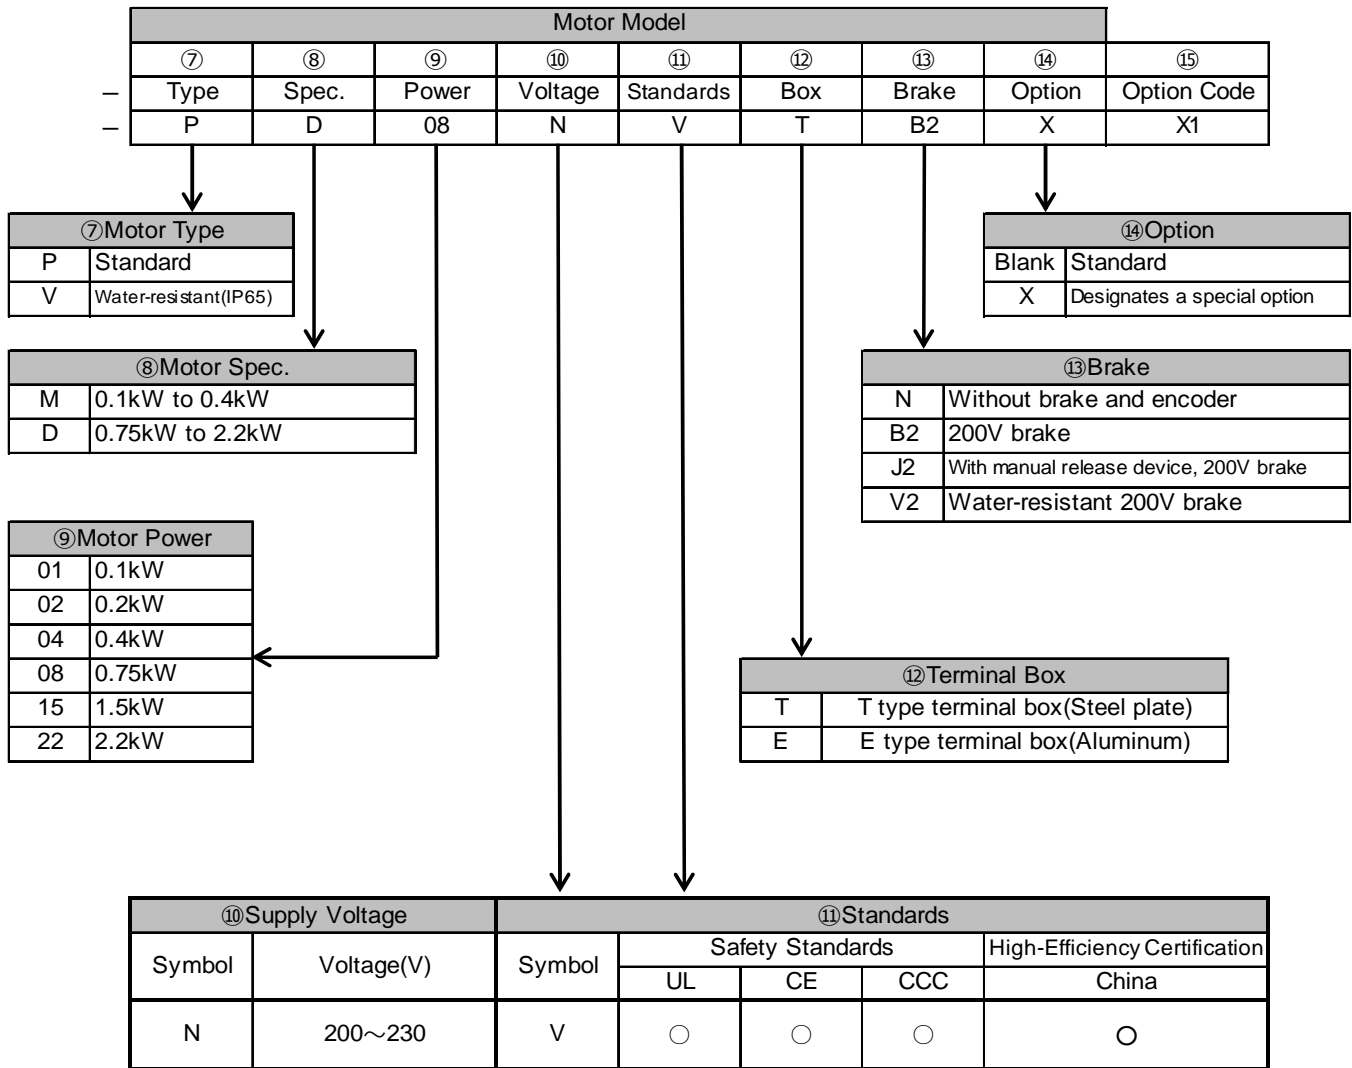 Motor Model
⑦ ⑧ ⑨ ⑩ ⑪ ⑫ ⑬ ⑭ ⑮
– Type Spec. Power Voltage Standards Box Brake Option Option Code
– P D 08 N V T B2 X X1
⑦Motor Type
P Standard
V Water-resistant(IP65)
⑭Option
Blank Standard
X Designates a special option
⑧Motor Spec.
M 0.1kW to 0.4kW
D 0.75kW to 2.2kW
⑬Brake
N Without brake and encoder
B2 200V brake
J2 With manual release device, 200V brake
V2 Water-resistant 200V brake
⑨Motor Power
01 0.1kW
02 0.2kW
04 0.4kW
08 0.75kW
15 1.5kW
22 2.2kW
⑫Terminal Box
T T type terminal box(Steel plate)
E E type terminal box(Aluminum)
⑩Supply Voltage ⑪Standards
Symbol Voltage(V) Symbol Safety Standards High-Efficiency Certification
UL CE CCC China
N 200～230 V ○ ○ ○ ○